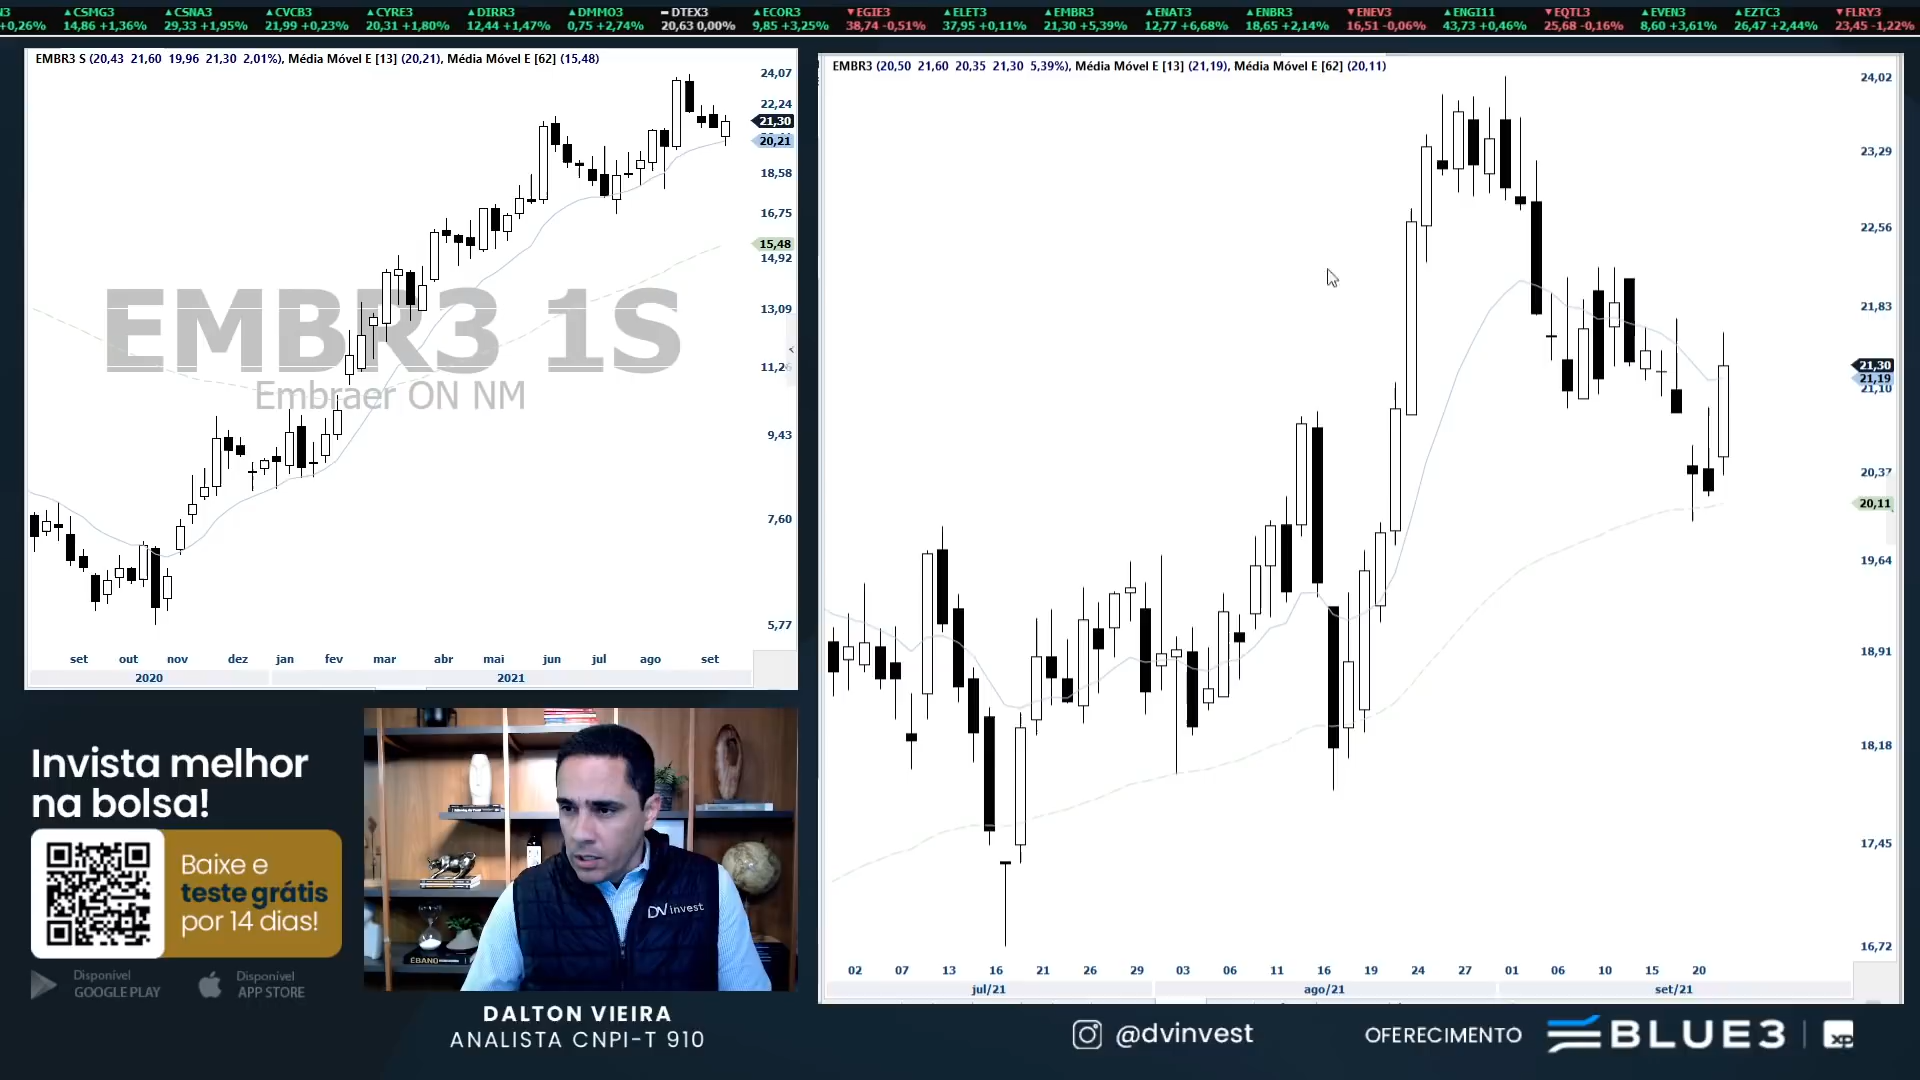 N3 ▲CSMG3 ▲CSNA3 ▲CVCB3 ▲CYRE3 ▲DIRR3 ▲DMMO3 ━DTEX3 ▲ECOR3 ▼EGIE3 ▲ELET3 ▲EMBR3 ▲ENAT3 ▲ENBR3 ▼ENEV3 ▲ENGI11 ▼EQTL3 ▲EVEN3 ▲EZTC3 ▼FLRY3
+0,26% 14,86 +1,36% 29,33 +1,95% 21,99 +0,23% 20,31 +1,80% 12,44 +1,47% 0,75 +2,74% 20,63 0,00% 9,85 +3,25% 38,74 -0,51% 37,95 +0,11% 21,30 +5,39% 12,77 +6,68% 18,65 +2,14% 16,51 -0,06% 43,73 +0,46% 25,68 -0,16% 8,60 +3,61% 26,47 +2,44% 23,45 -1,22%
EMBR3 S (20,43 21,60 19,96 21,30 2,01%), Média Móvel E [13] (20,21), Média Móvel E [62] (15,48)
24,07
22,24
21,30
20,21
18,58
16,75
15,48
14,92
13,09
11,26
9,43
7,60
5,77
EMBR3 1S
Embraer ON NM
set out nov dez jan fev mar abr mai jun jul ago set
2020 2021
EMBR3 (20,50 21,60 20,35 21,30 5,39%), Média Móvel E [13] (21,19), Média Móvel E [62] (20,11)
24,02
23,29
22,56
21,83
21,30
21,19
21,10
20,37
20,11
19,64
18,91
18,18
17,45
16,72
02 07 13 16 21 26 29 03 06 11 16 19 24 27 01 06 10 15 20
jul/21 ago/21 set/21
Invista melhor
na bolsa!
Baixe e
teste grátis
por 14 dias!
Disponível
GOOGLE PLAY
Disponível
APP STORE
DV invest
ÉBANO
DALTON VIEIRA
ANALISTA CNPI-T 910
@dvinvest
OFERECIMENTO
BLUE3
xp